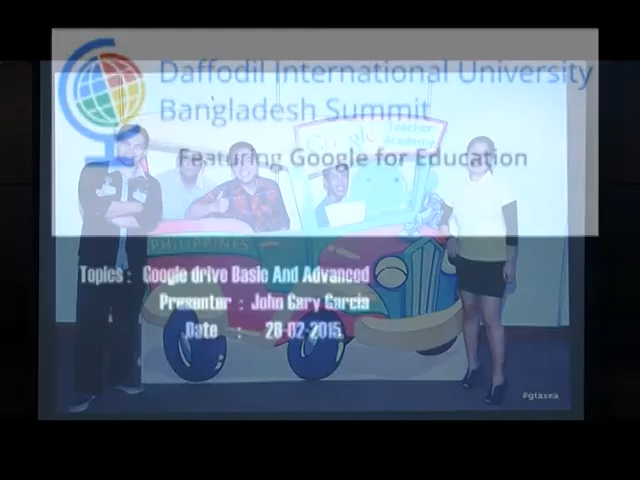 Daffodil International University
Bangladesh Summit
Google
Teacher
Academy
Featuring Google for Education
PHILIPPINES
Topics : Google drive Basic And Advanced
Presenter : John Gary Garcia
Date : 28-02-2015
#gtasea